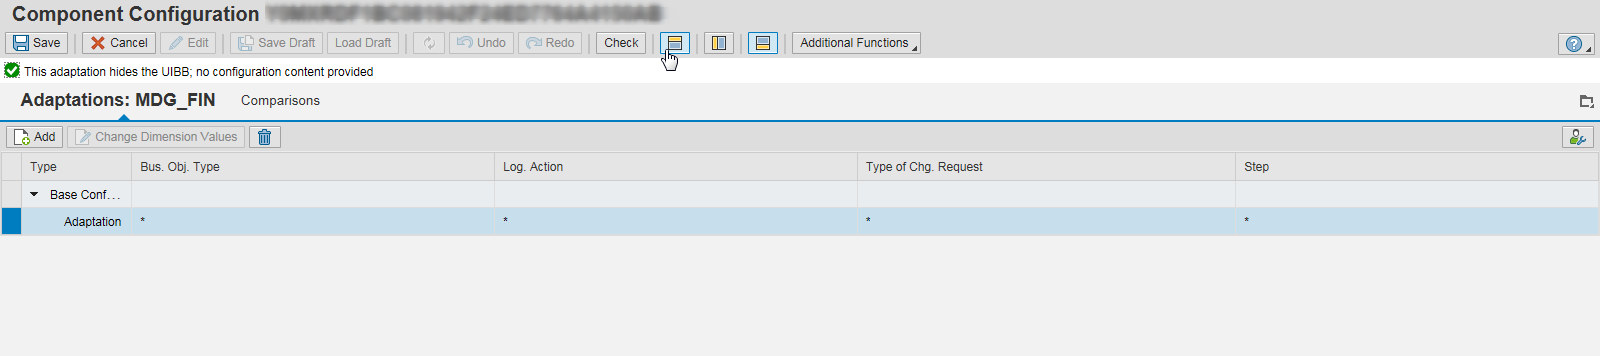 Component Configuration
Save Cancel Edit Save Draft Load Draft Undo Redo Check Additional Functions
This adaptation hides the UIBB; no configuration content provided
Adaptations: MDG_FIN Comparisons
Add Change Dimension Values
Type Bus. Obj. Type Log. Action Type of Chg. Request Step
Base Conf...
Adaptation * * * *